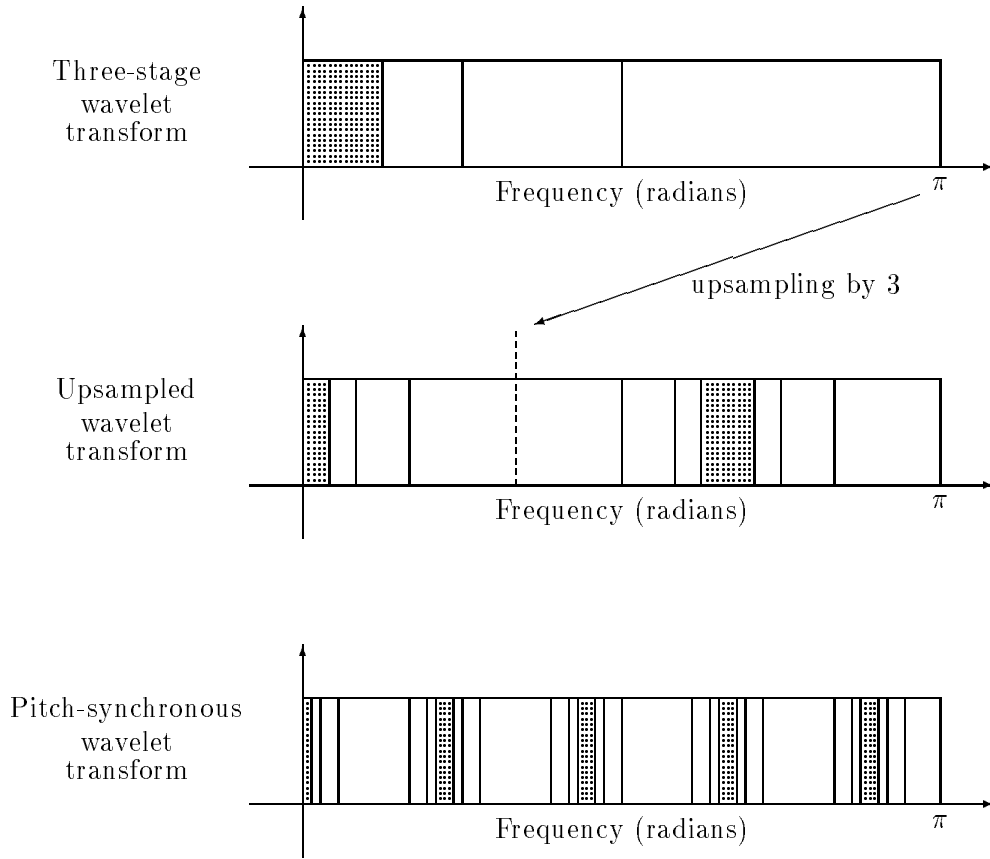 Three-stage
wavelet
transform
Frequency (radians)
π
upsampling by 3
Upsampled
wavelet
transform
Frequency (radians)
π
Pitch-synchronous
wavelet
transform
Frequency (radians)
π